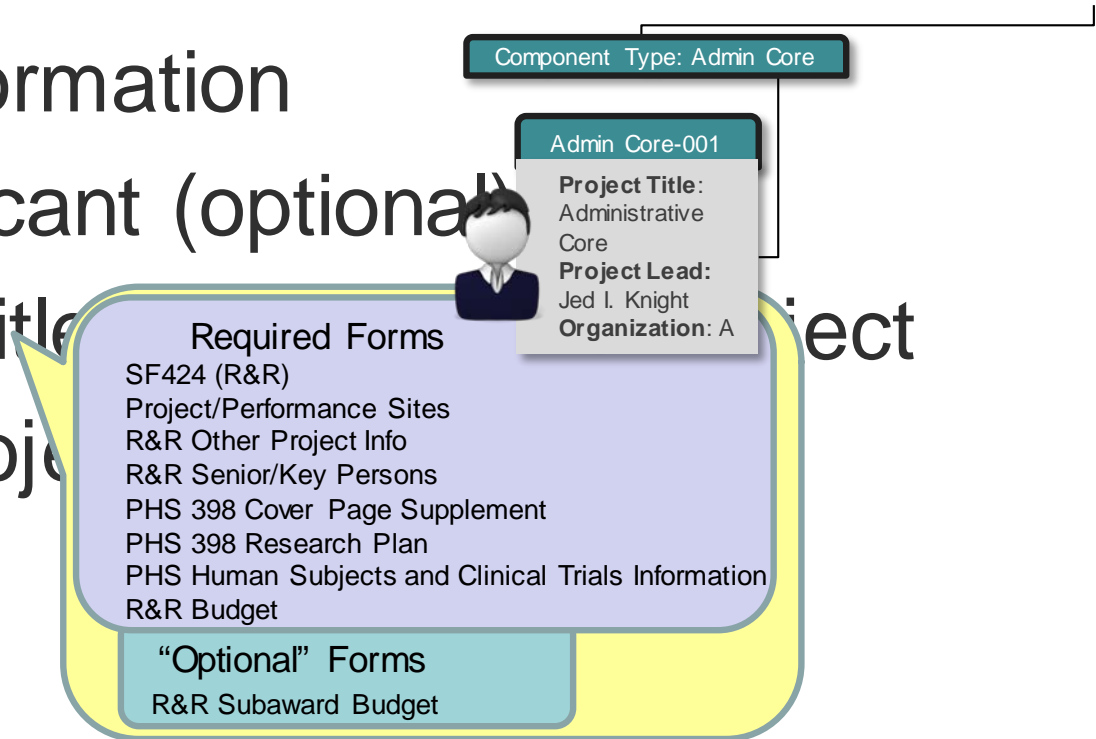 Component Type: Admin Core
ormation
Admin Core-001
cant (optional)
Project Title:
Administrative
Core
Project Lead:
Jed I. Knight
Organization: A
itle
ject
oje
Required Forms
SF424 (R&R)
Project/Performance Sites
R&R Other Project Info
R&R Senior/Key Persons
PHS 398 Cover Page Supplement
PHS 398 Research Plan
PHS Human Subjects and Clinical Trials Information
R&R Budget
“Optional” Forms
R&R Subaward Budget